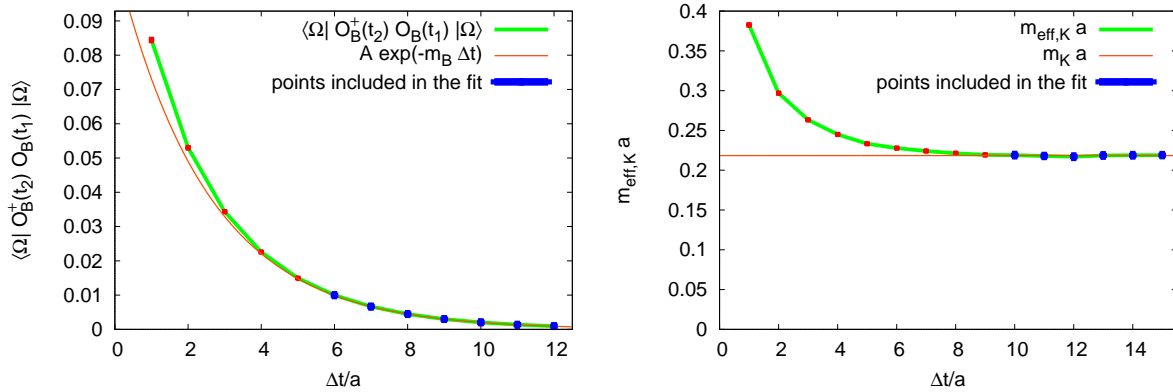 ⟨Ω| O_B^+(t_2) O_B(t_1) |Ω⟩
0.09
0.08
0.07
0.06
0.05
0.04
0.03
0.02
0.01
0
0 2 4 6 8 10 12
Δt/a
⟨Ω| O_B^+(t_2) O_B(t_1) |Ω⟩
A exp(-m_B Δt)
points included in the fit
m_eff,K a
0.4
0.35
0.3
0.25
0.2
0.15
0.1
0.05
0
0 2 4 6 8 10 12 14
Δt/a
m_eff,K a
m_K a
points included in the fit